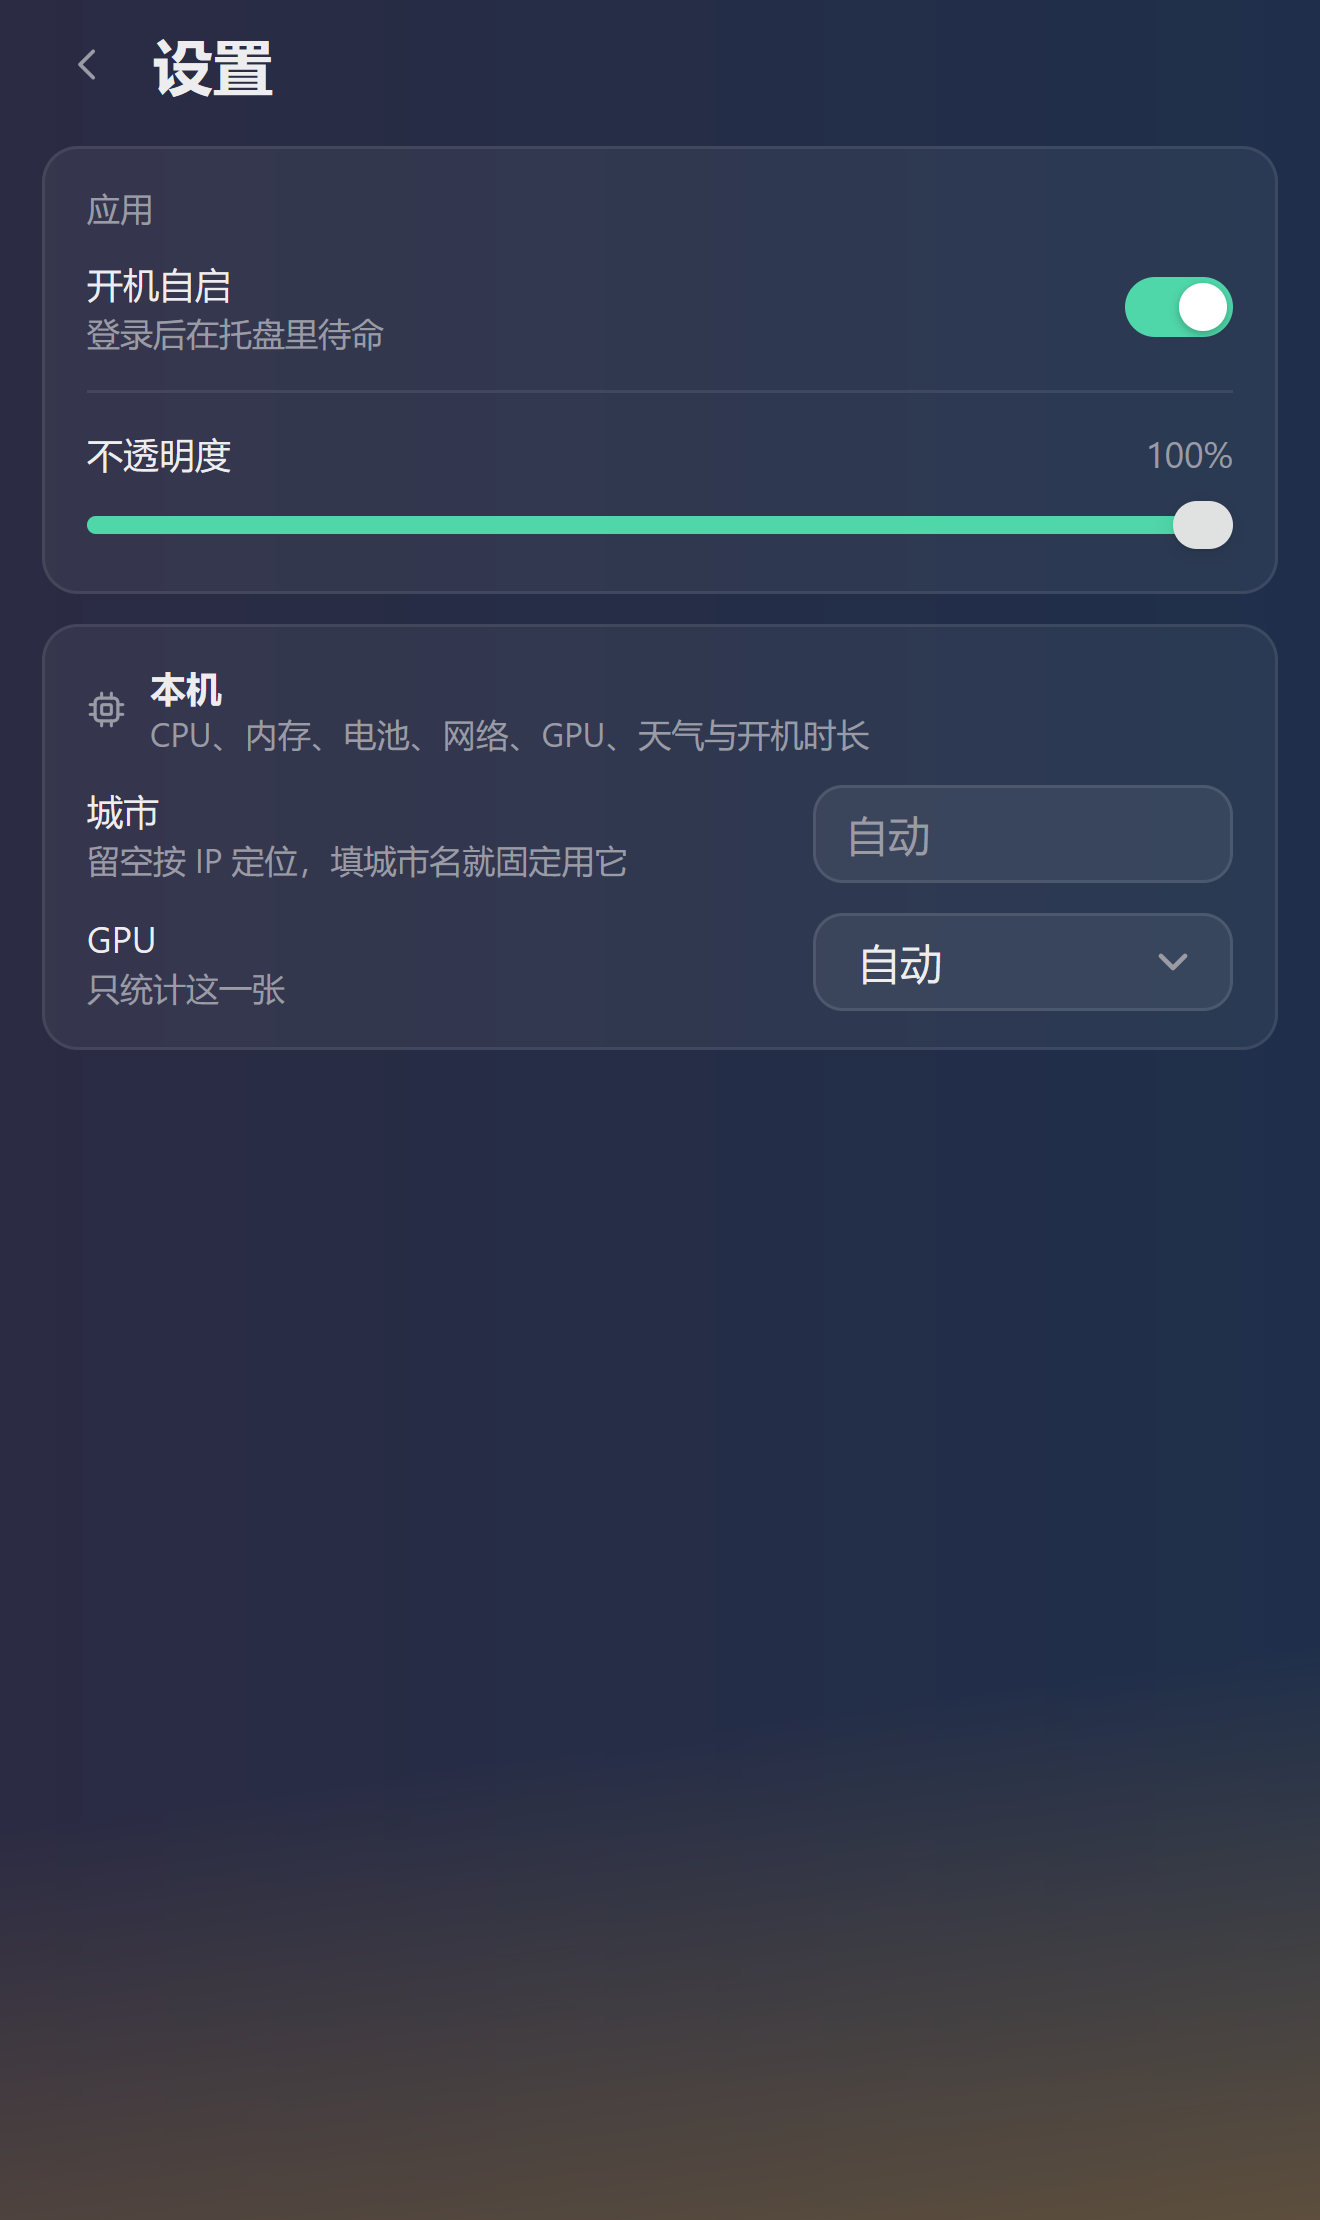 设置
应用
开机自启
登录后在托盘里待命
不透明度
100%
本机
CPU、内存、电池、网络、GPU、天气与开机时长
城市
留空按 IP 定位，填城市名就固定用它
自动
GPU
只统计这一张
自动